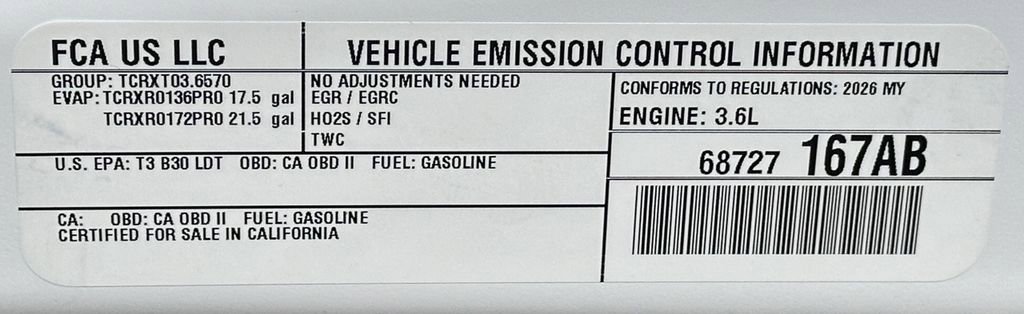 FCA US LLC
VEHICLE EMISSION CONTROL INFORMATION
GROUP: TCRXT03.6570
EVAP: TCRXR0136PR0 17.5 gal
TCRXR0172PR0 21.5 gal
NO ADJUSTMENTS NEEDED
EGR / EGRC
HO2S / SFI
TWC
CONFORMS TO REGULATIONS: 2026 MY
ENGINE: 3.6L
68727 167AB
U.S. EPA: T3 B30 LDT OBD: CA OBD II FUEL: GASOLINE
CA: OBD: CA OBD II FUEL: GASOLINE
CERTIFIED FOR SALE IN CALIFORNIA